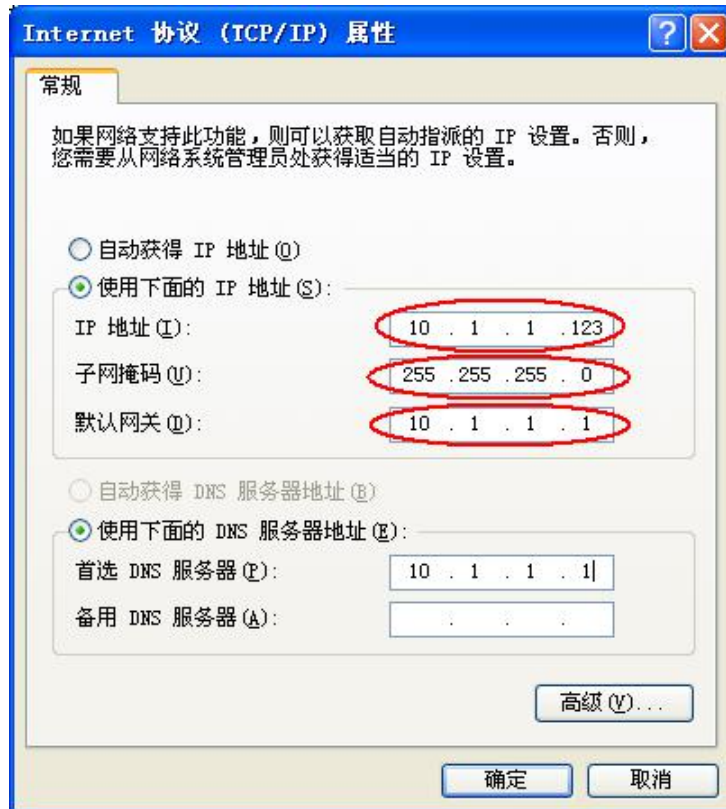 Internet 协议 (TCP/IP) 属性
常规
如果网络支持此功能，则可以获取自动指派的 IP 设置。否则，
您需要从网络系统管理员处获得适当的 IP 设置。
自动获得 IP 地址(O)
使用下面的 IP 地址(S):
IP 地址(I): 10 . 1 . 1 .123
子网掩码(U): 255 .255 .255 . 0
默认网关(D): 10 . 1 . 1 . 1
自动获得 DNS 服务器地址(B)
使用下面的 DNS 服务器地址(E):
首选 DNS 服务器(P): 10 . 1 . 1 . 1
备用 DNS 服务器(A): . . .
高级(V)...
确定 取消